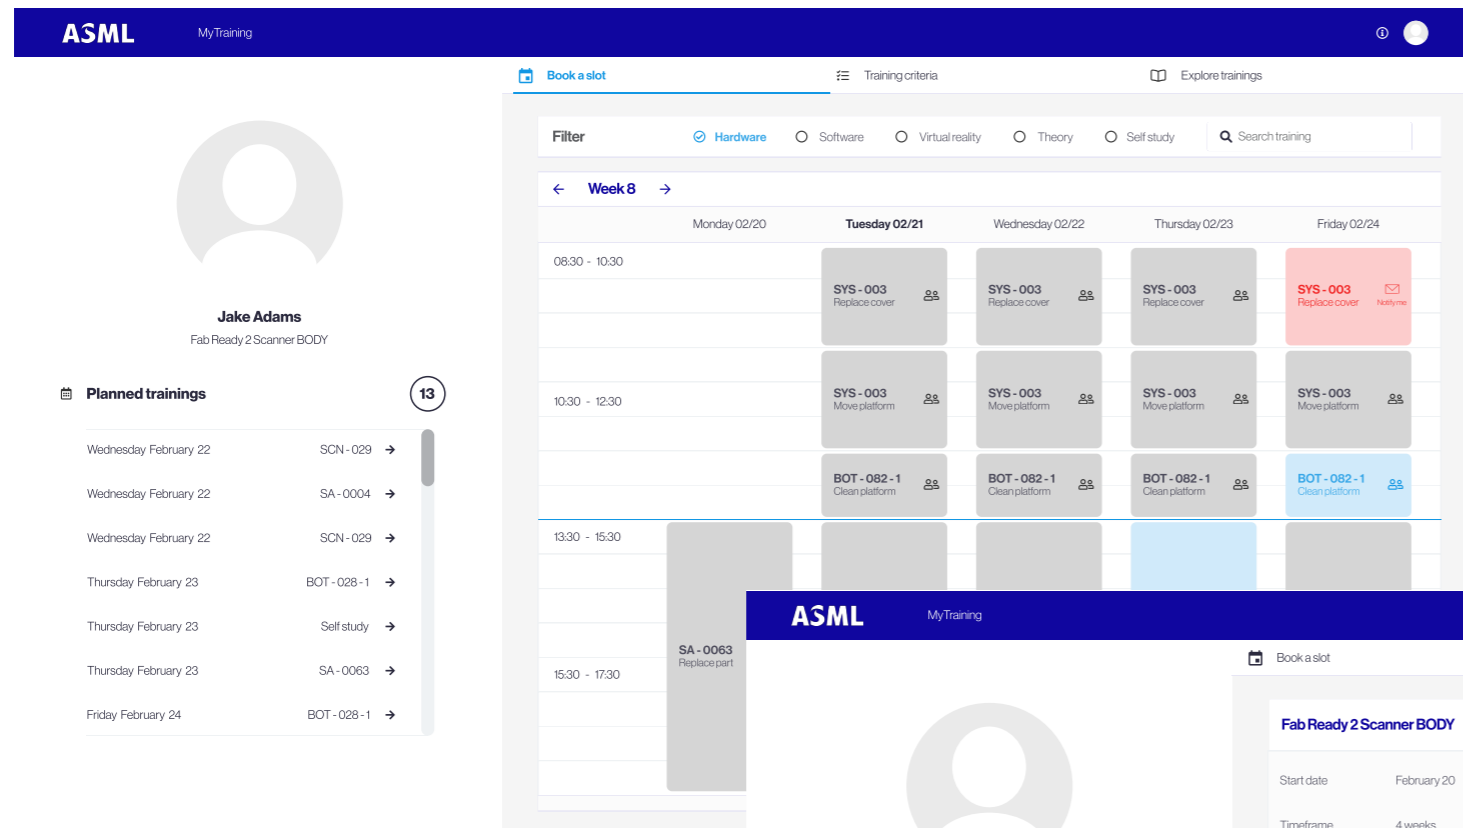 ASML MyTraining
Book a slot
Training criteria
Explore trainings
Filter
Hardware
Software
Virtual reality
Theory
Self study
Search training
Week 8
Monday 02/20
Tuesday 02/21
Wednesday 02/22
Thursday 02/23
Friday 02/24
08:30 - 10:30
SYS - 003
Replace cover
SYS - 003
Replace cover
SYS - 003
Replace cover
SYS - 003
Replace cover
Notify me
10:30 - 12:30
SYS - 003
Move platform
SYS - 003
Move platform
SYS - 003
Move platform
SYS - 003
Move platform
BOT - 082 - 1
Clean platform
BOT - 082 - 1
Clean platform
BOT - 082 - 1
Clean platform
BOT - 082 - 1
Clean platform
13:30 - 15:30
SA - 0063
Replace part
15:30 - 17:30
Jake Adams
Fab Ready 2 Scanner BODY
Planned trainings 13
Wednesday February 22 SCN - 029
Wednesday February 22 SA - 0004
Wednesday February 22 SCN - 029
Thursday February 23 BOT - 028 - 1
Thursday February 23 Self study
Thursday February 23 SA - 0063
Friday February 24 BOT - 028 - 1
ASML MyTraining
Book a slot
Fab Ready 2 Scanner BODY
Start date February 20
Timeframe 4 weeks